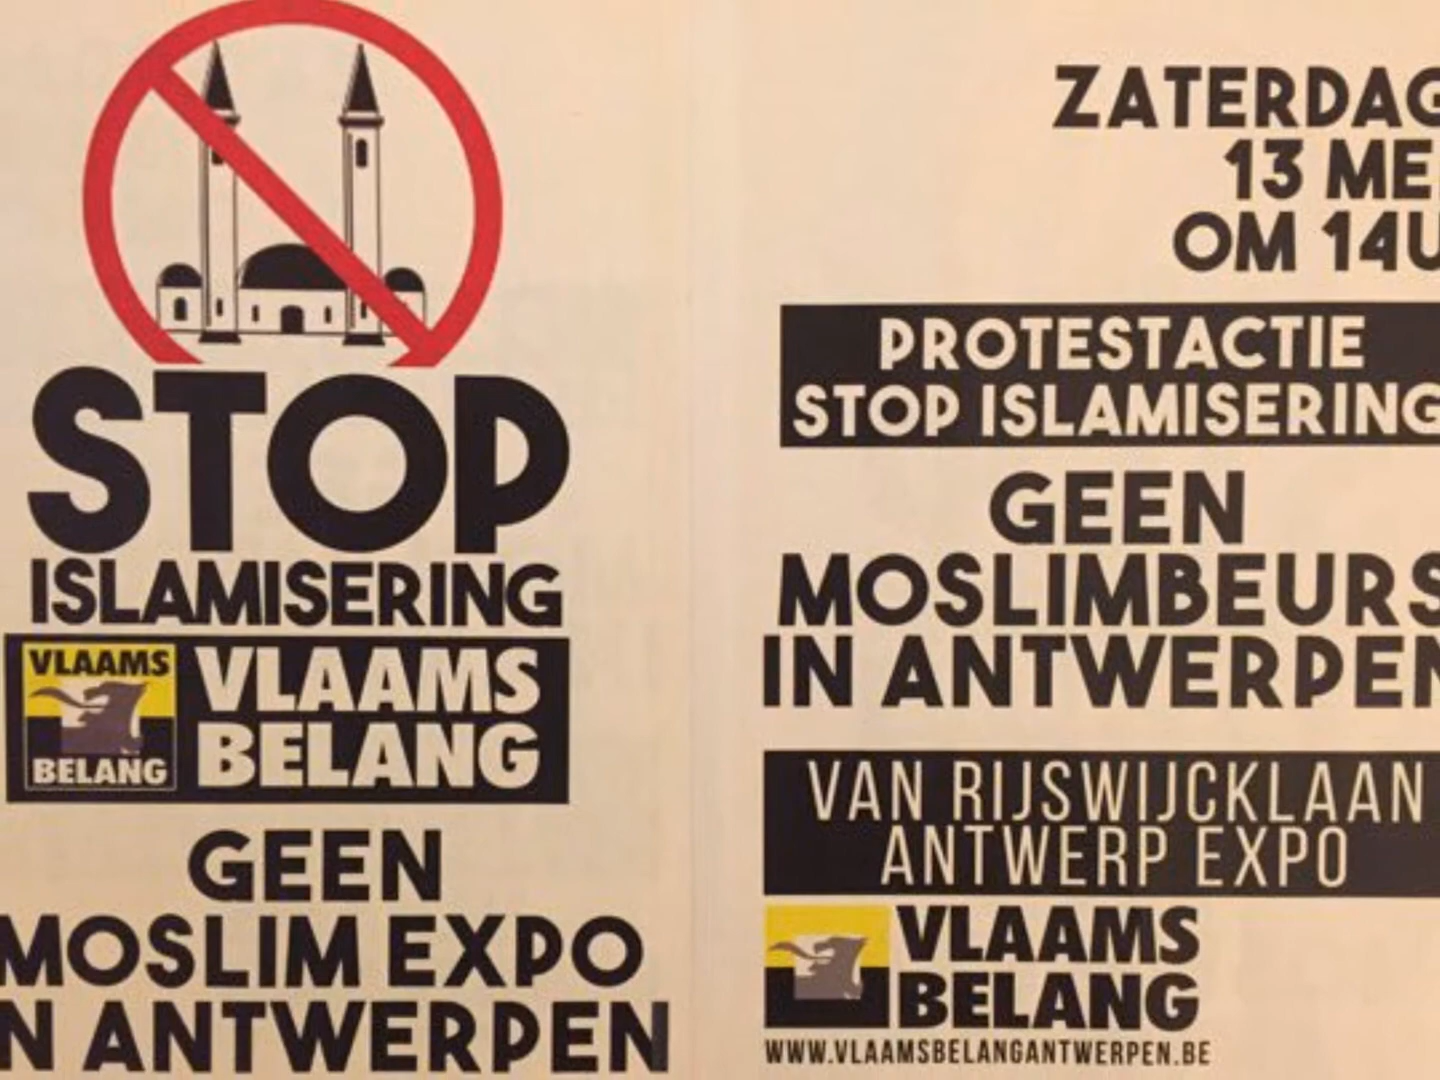 STOP
ISLAMISERING
VLAAMS
BELANG
VLAAMS
BELANG
GEEN
MOSLIM EXPO
N ANTWERPEN
ZATERDAG
13 MEI
OM 14U
PROTESTACTIE
STOP ISLAMISERING
GEEN
MOSLIMBEURS
IN ANTWERPEN
VAN RIJSWIJCKLAAN
ANTWERP EXPO
VLAAMS
BELANG
WWW.VLAAMSBELANGANTWERPEN.BE